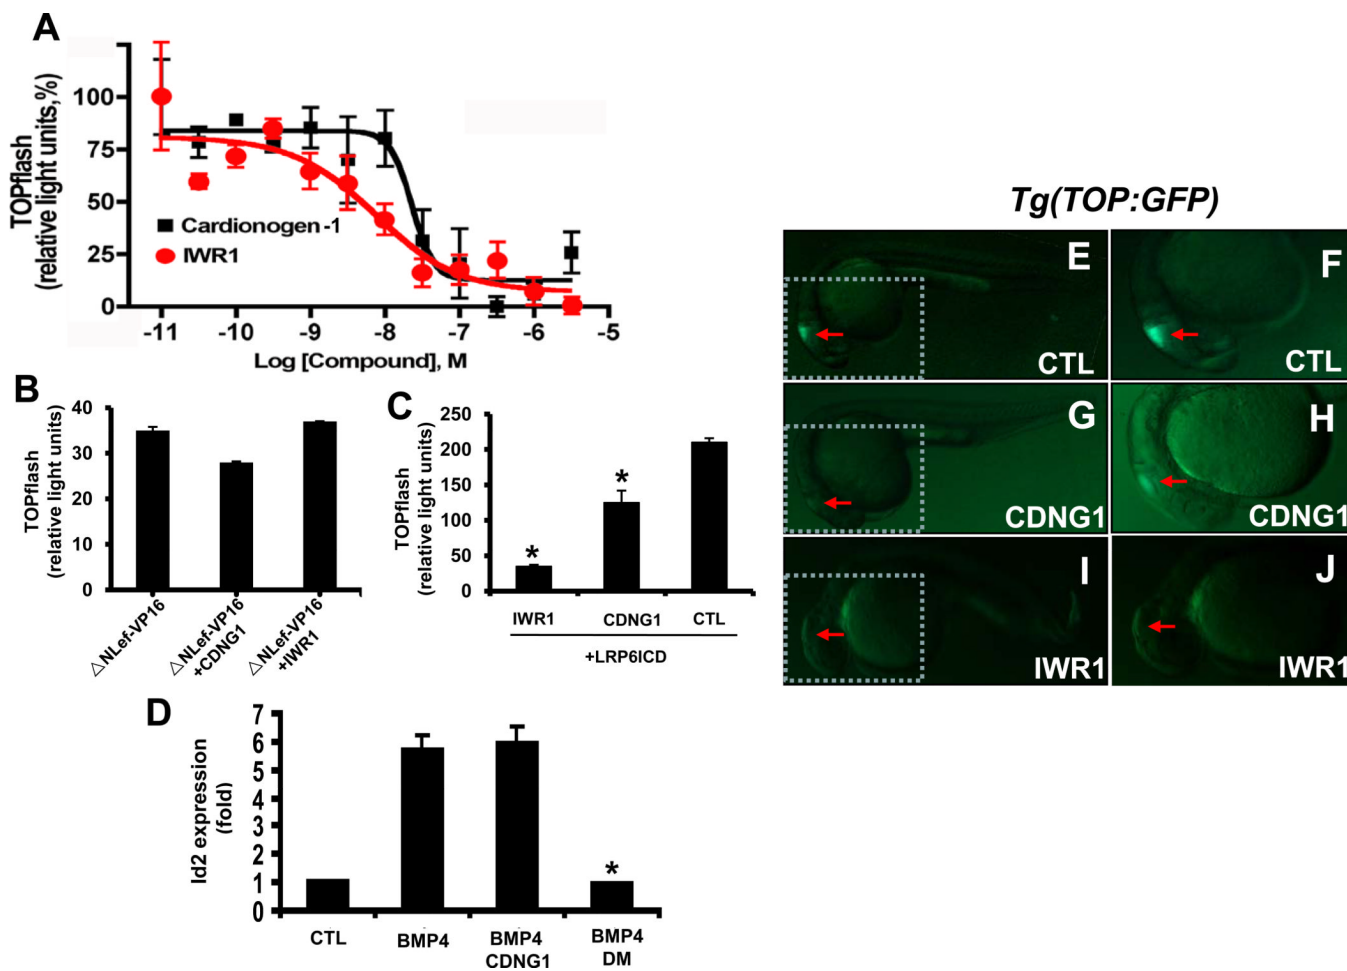 A
TOPflash
(relative light units,%)
100
75
50
25
0
Cardionogen-1
IWR1
-11
-10
-9
-8
-7
-6
-5
Log [Compound], M
B
TOPflash
(relative light units)
40
30
20
10
0
△NLef-VP16
△NLef-VP16
+CDNG1
△NLef-VP16
+IWR1
C
TOPflash
(relative light units)
250
200
150
100
50
0
*
*
IWR1
CDNG1
CTL
+LRP6ICD
D
Id2 expression
(fold)
7
6
5
4
3
2
1
0
*
CTL
BMP4
BMP4
CDNG1
BMP4
DM
Tg(TOP:GFP)
E
CTL
F
CTL
G
CDNG1
H
CDNG1
I
IWR1
J
IWR1